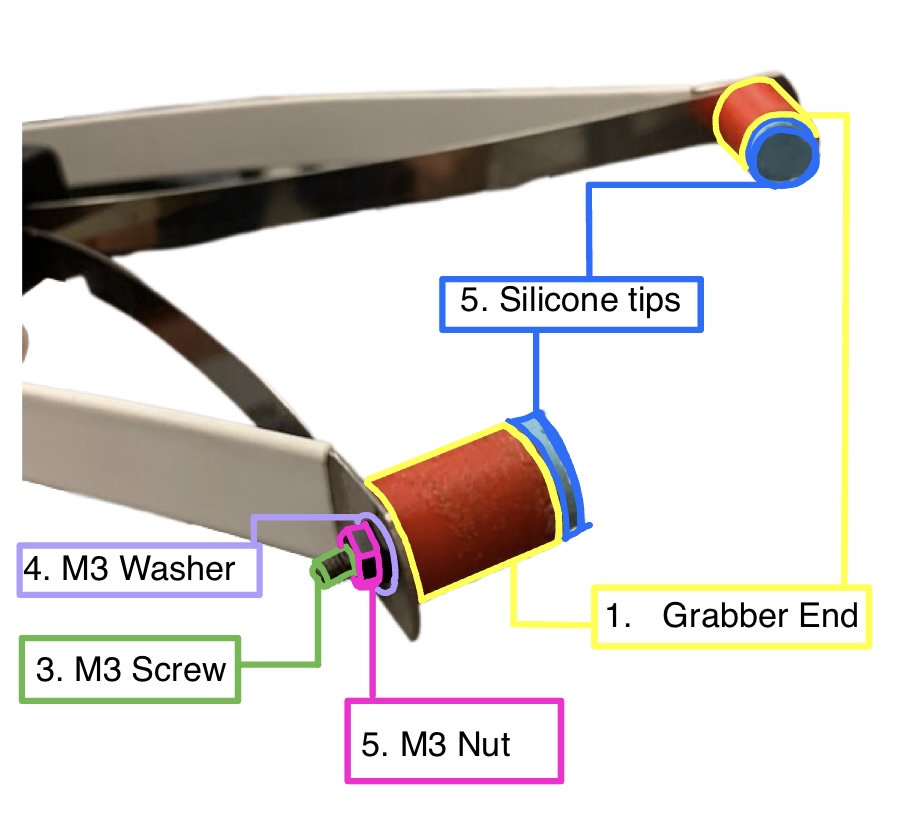 5. Silicone tips
4. M3 Washer
1. Grabber End
3. M3 Screw
5. M3 Nut